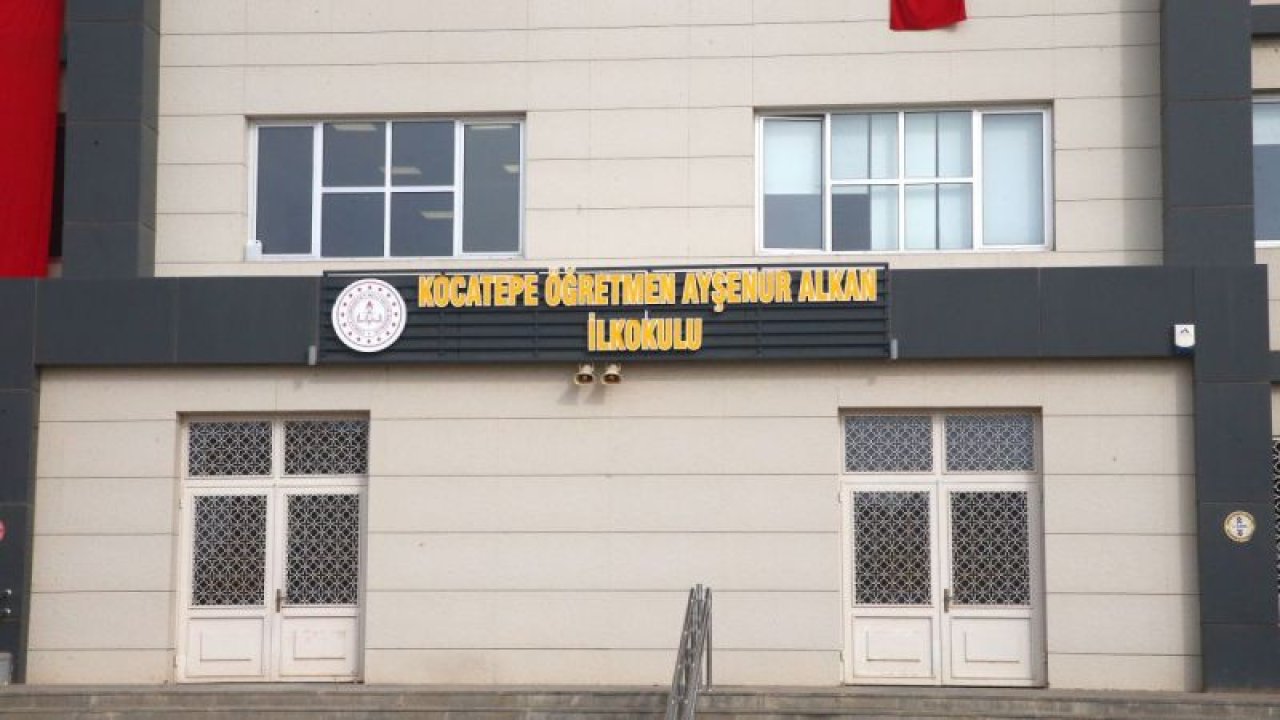 KOCATEPE ÖĞRETMEN AYŞENUR ALKAN
İLKOKULU